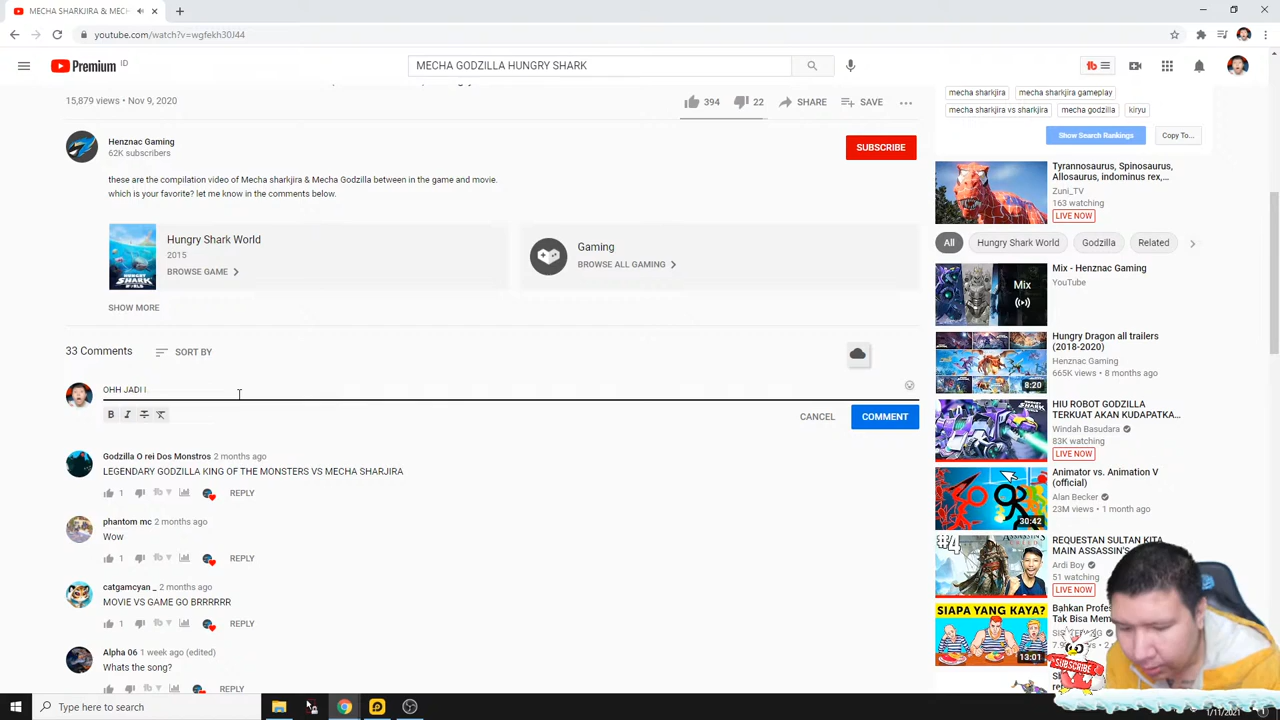 MECHA SHARKJIRA & MECH
youtube.com/watch?v=wgfekh30J44
Premium ID
MECHA GODZILLA HUNGRY SHARK
15,879 views • Nov 9, 2020
394
22
SHARE
SAVE
Henznac Gaming
62K subscribers
SUBSCRIBE
these are the compilation video of Mecha sharkjira & Mecha Godzilla between in the game and movie.
which is your favorite? let me know in the comments below.
HUNGRY SHARK
Hungry Shark World
2015
BROWSE GAME
Gaming
BROWSE ALL GAMING
SHOW MORE
33 Comments
SORT BY
OHH JADI I
CANCEL
COMMENT
Godzilla O rei Dos Monstros 2 months ago
LEGENDARY GODZILLA KING OF THE MONSTERS VS MECHA SHARJIRA
1
REPLY
phantom mc 2 months ago
Wow
1
REPLY
catgamcyan _ 2 months ago
MOVIE VS GAME GO BRRRRRR
REPLY
Alpha 06 1 week ago (edited)
Whats the song?
REPLY
mecha sharkjira
mecha sharkjira gameplay
mecha sharkjira vs sharkjira
mecha godzilla
kiryu
Show Search Rankings
Copy To...
Tyrannosaurus, Spinosaurus,
Allosaurus, indominus rex,...
Zuni_TV
163 watching
LIVE NOW
All
Hungry Shark World
Godzilla
Related
Mix
Mix - Henznac Gaming
YouTube
Hungry Dragon all trailers
(2018-2020)
Henznac Gaming
665K views • 8 months ago
8:20
HIU ROBOT GODZILLA
TERKUAT AKAN KUDAPATKA...
Windah Basudara
83K watching
LIVE NOW
Animator vs. Animation V
(official)
Alan Becker
23M views • 1 month ago
30:42
#4
REQUESTAN SULTAN KITA
MAIN ASSASSIN'S
Ardi Boy
51 watching
LIVE NOW
SIAPA YANG KAYA?
13:01
Bahkan Profes
Tak Bisa Mem
SUBSCRIBE
Type here to search
1/11/2021